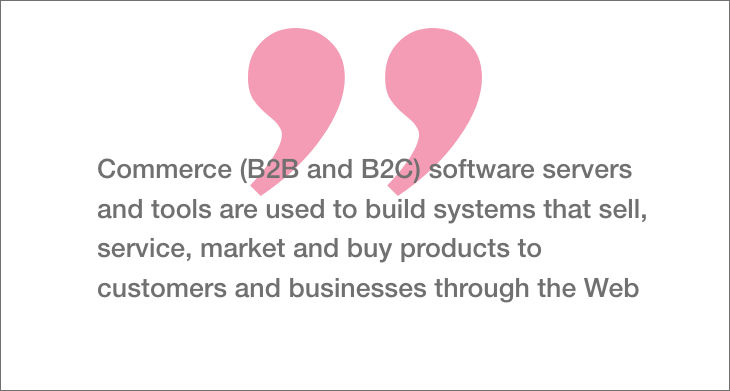 Commerce (B2B and B2C) software servers
and tools are used to build systems that sell,
service, market and buy products to
customers and businesses through the Web